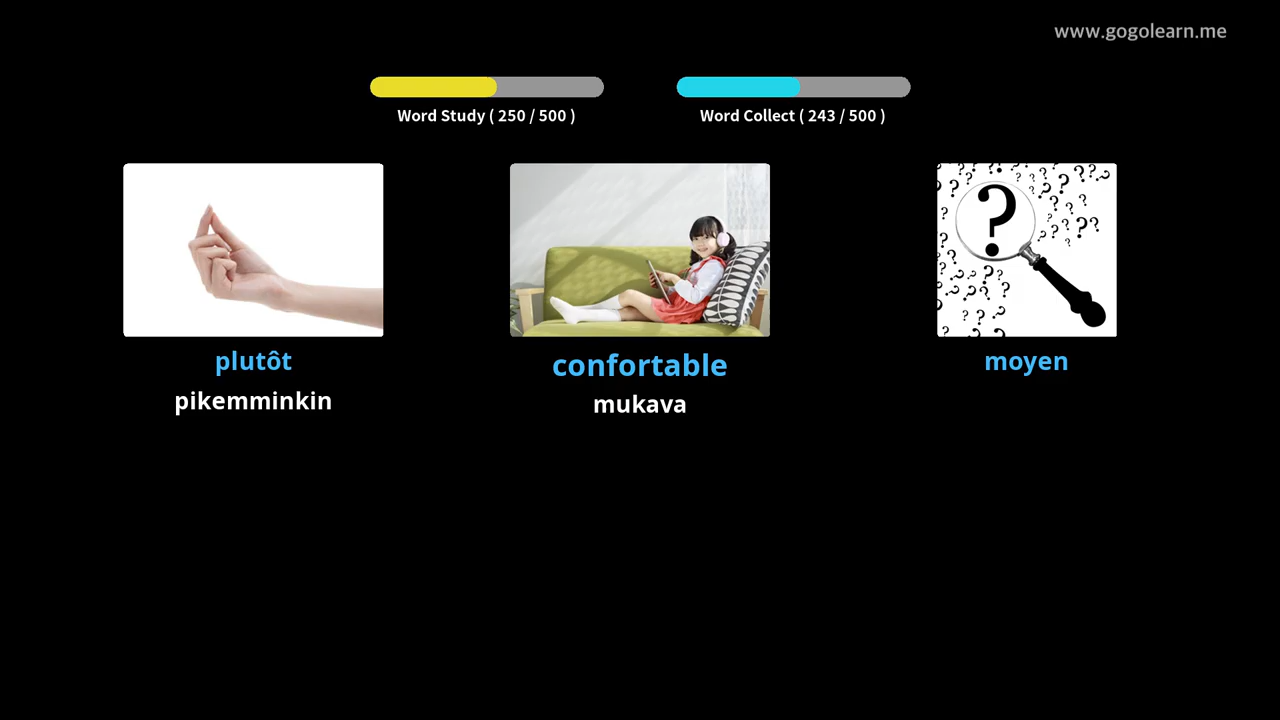 www.gogolearn.me
Word Study ( 250 / 500 )
Word Collect ( 243 / 500 )
plutôt
pikemminkin
confortable
mukava
moyen